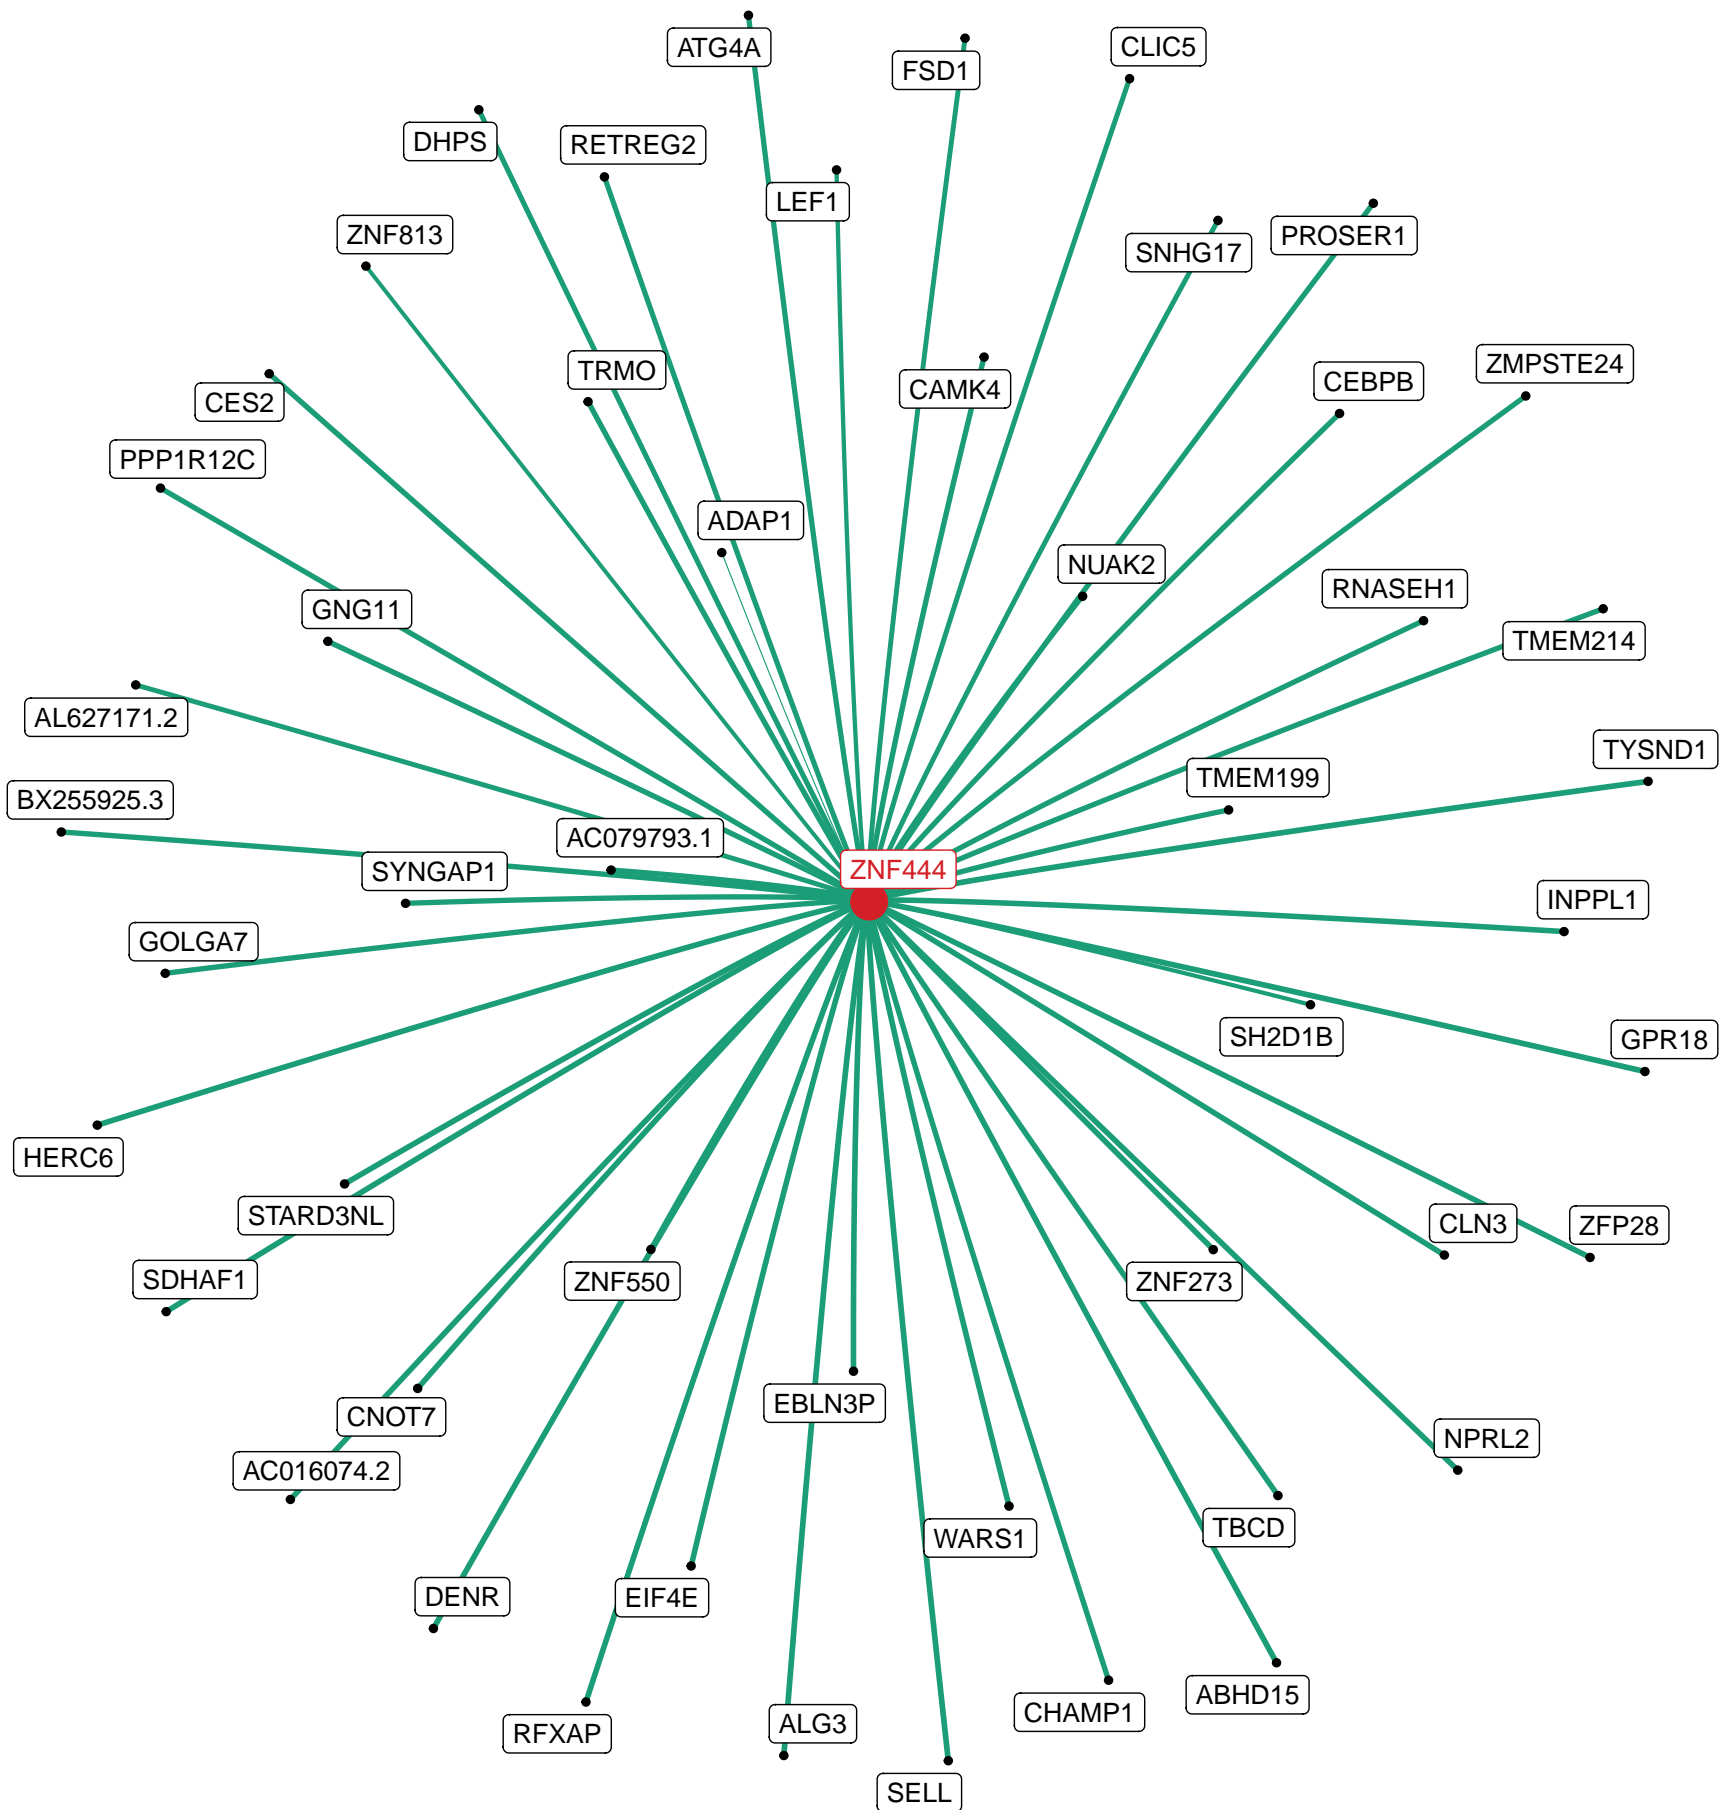 ATG4A
CLIC5
FSD1
DHPS
RETREG2
LEF1
ZNF813
PROSER1
SNHG17
ZMPSTE24
TRMO
CEBPB
CAMK4
CES2
PPP1R12C
ADAP1
NUAK2
RNASEH1
GNG11
TMEM214
AL627171.2
TYSND1
TMEM199
BX255925.3
AC079793.1
ZNF444
SYNGAP1
INPPL1
GOLGA7
SH2D1B
GPR18
HERC6
STARD3NL
CLN3
ZFP28
SDHAF1
ZNF550
ZNF273
EBLN3P
CNOT7
NPRL2
AC016074.2
TBCD
WARS1
DENR
EIF4E
ABHD15
CHAMP1
ALG3
RFXAP
SELL